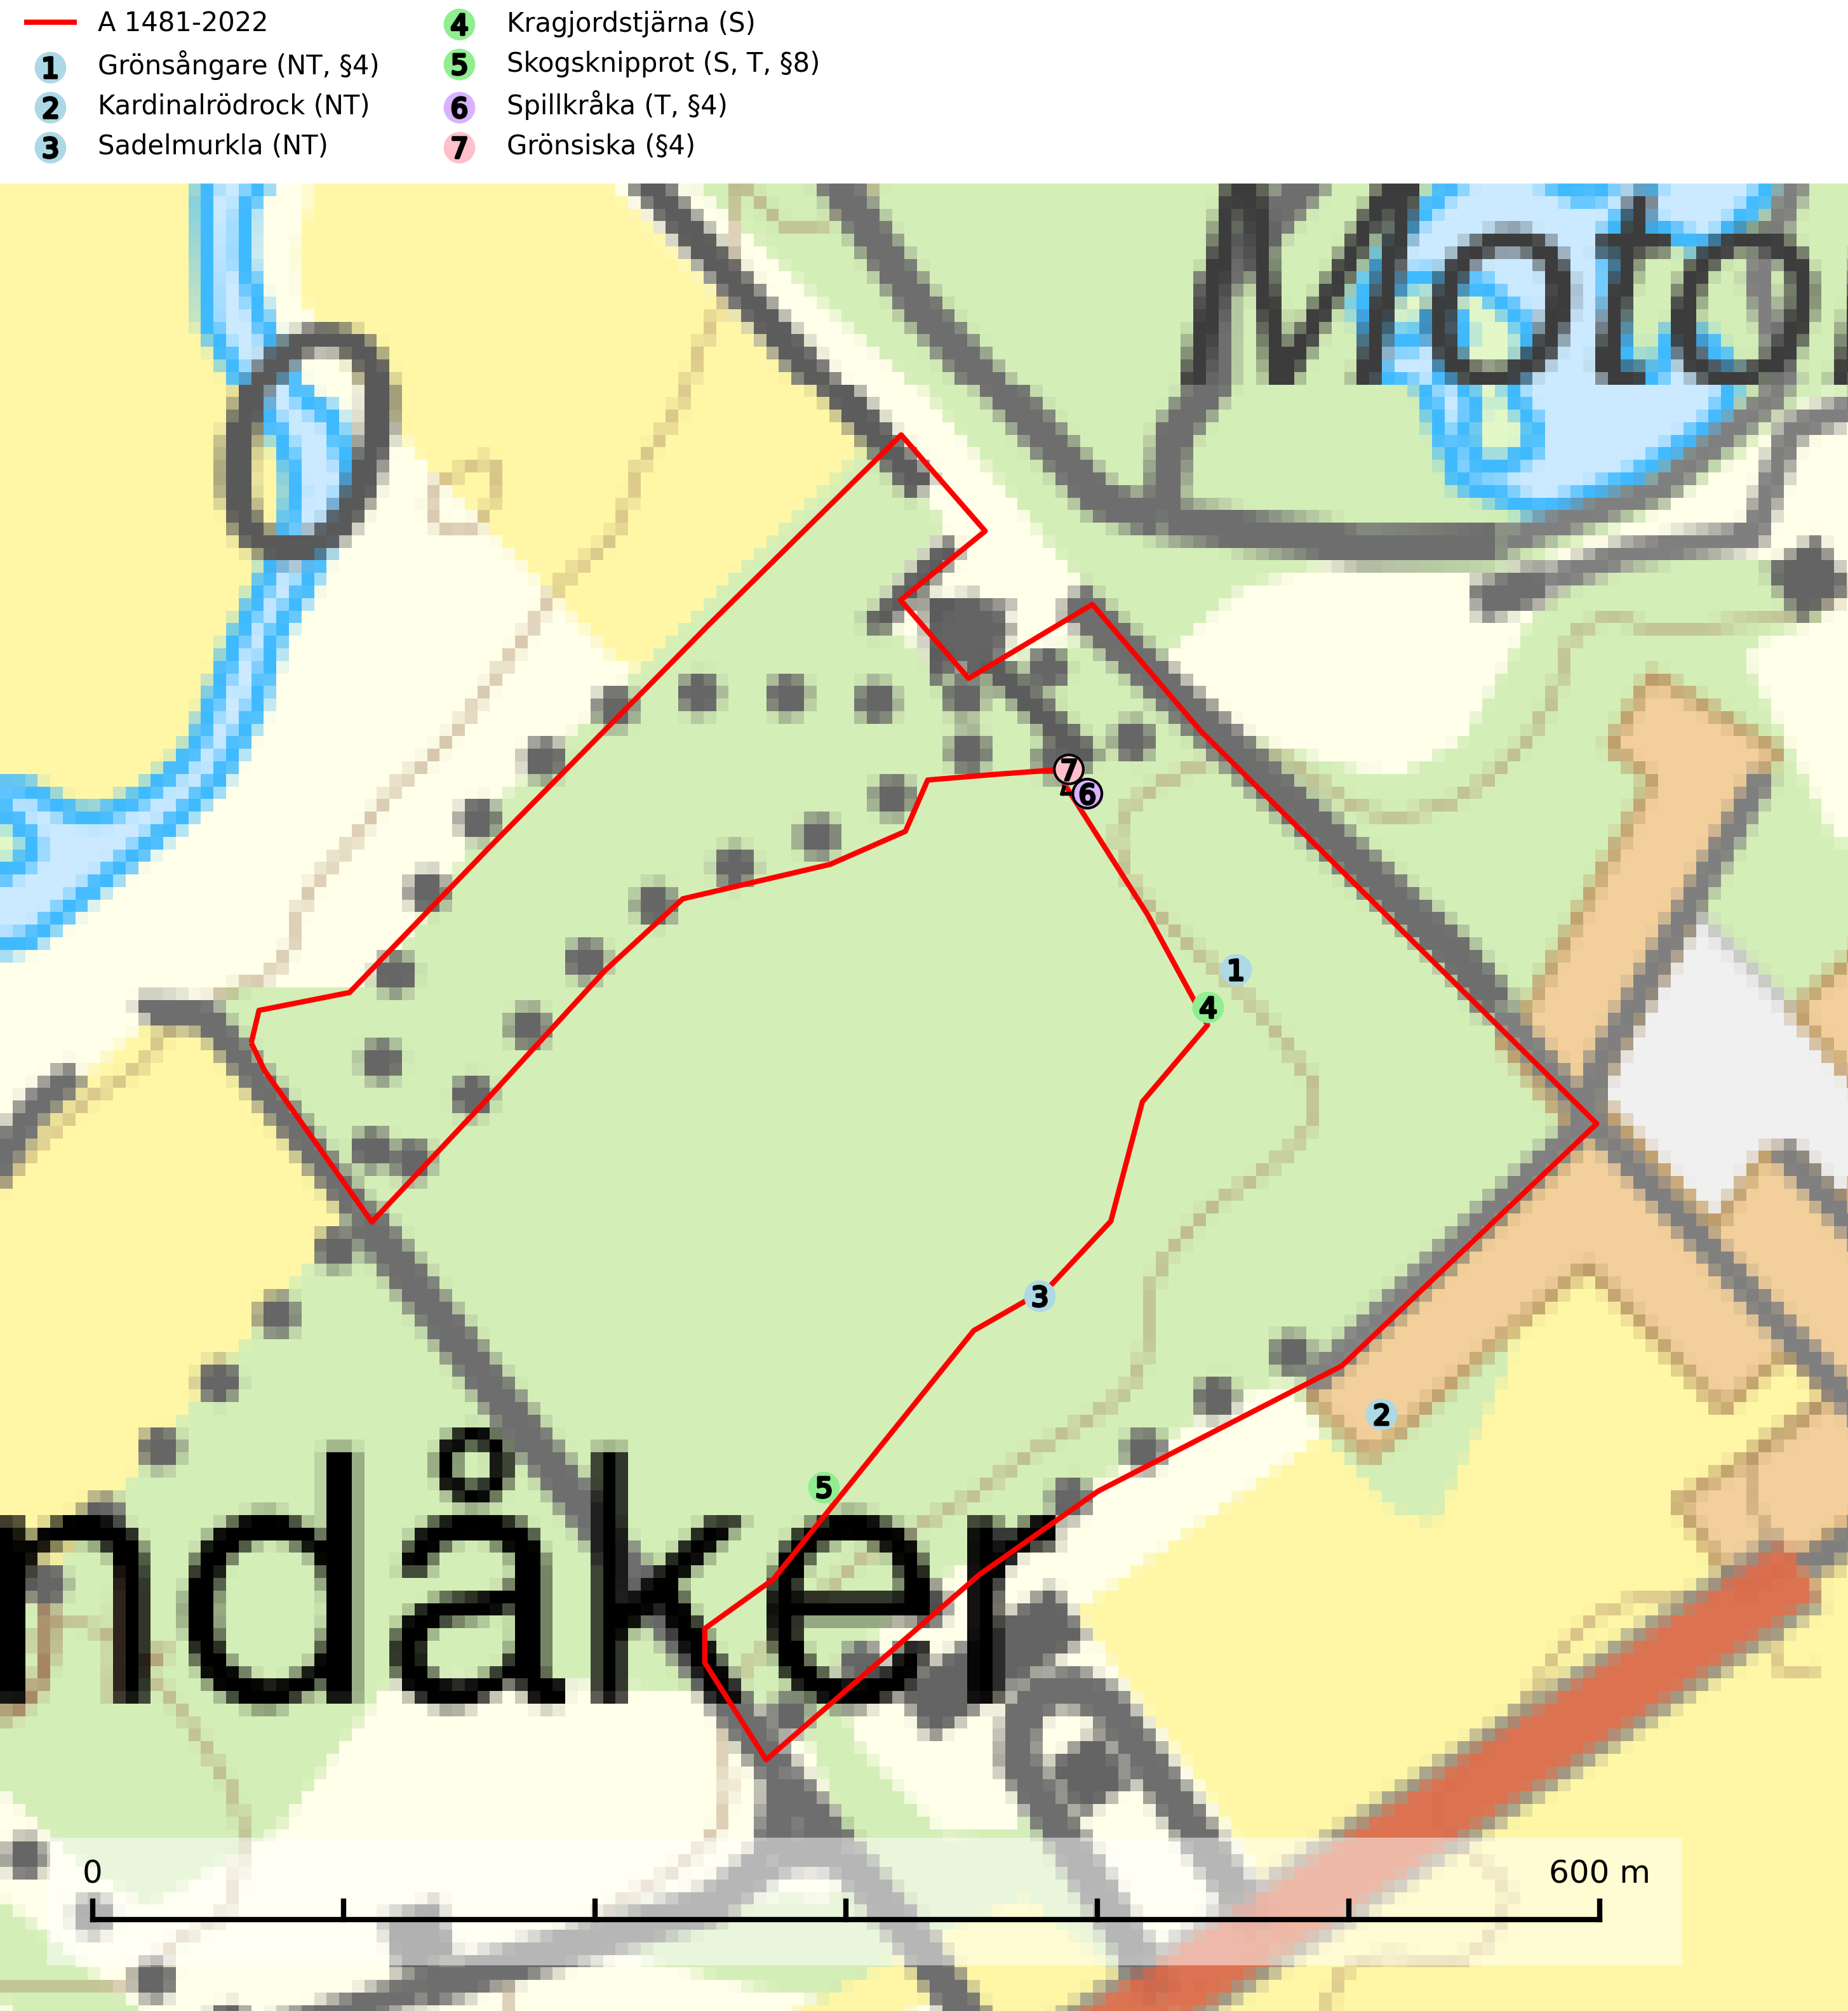 A 1481-2022
1 Grönsångare (NT, §4)
2 Kardinalrödrock (NT)
3 Sadelmurkla (NT)
4 Kragjordstjärna (S)
5 Skogsknipprot (S, T, §8)
6 Spillkråka (T, §4)
7 Grönsiska (§4)
Moto
7
6
1
4
3
2
5
ndåker
0 600 m